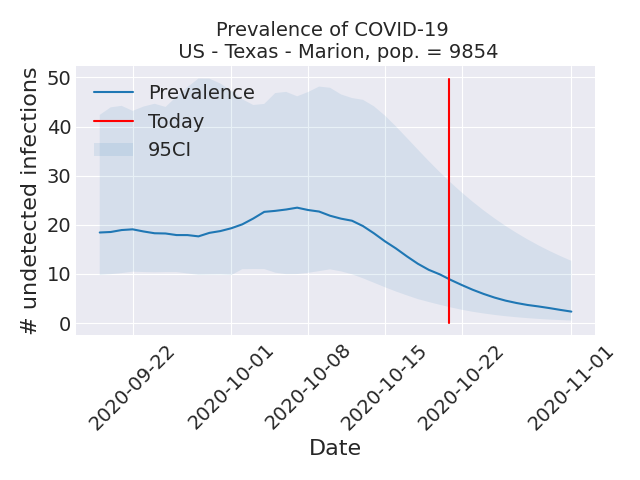 Prevalence of COVID-19
US - Texas - Marion, pop. = 9854
# undetected infections
50
40
30
20
10
0
Prevalence
Today
95CI
2020-09-22
2020-10-01
2020-10-08
2020-10-15
2020-10-22
2020-11-01
Date